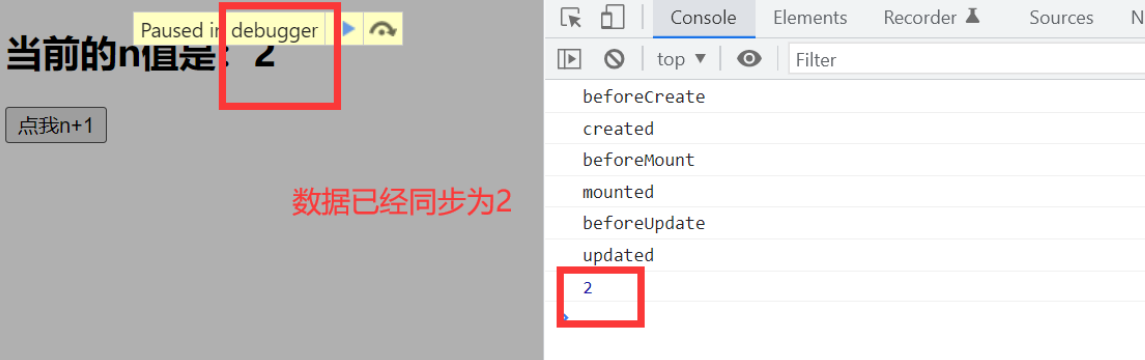 Paused in debugger
当前的n值是：2
点我n+1
数据已经同步为2
Console Elements Recorder Sources N
top ▼ Filter
beforeCreate
created
beforeMount
mounted
beforeUpdate
updated
2